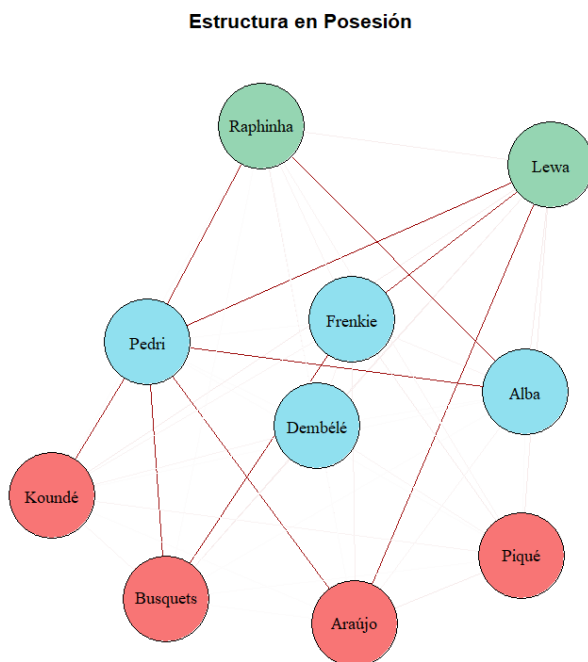 Estructura en Posesión
Raphinha
Lewa
Frenkie
Pedri
Alba
Dembélé
Koundé
Piqué
Busquets
Araújo